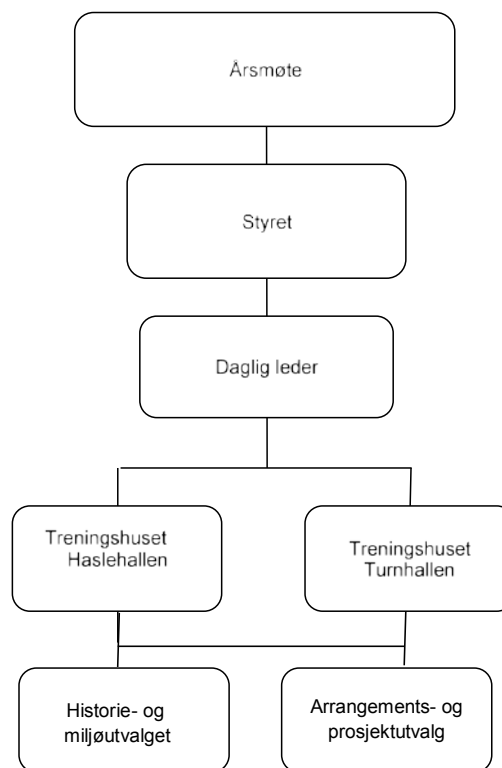 Årsmøte
Styret
Daglig leder
Treningshuset
Haslehallen
Treningshuset
Turnhallen
Historie- og
miljøutvalget
Arrangements- og
prosjektutvalg